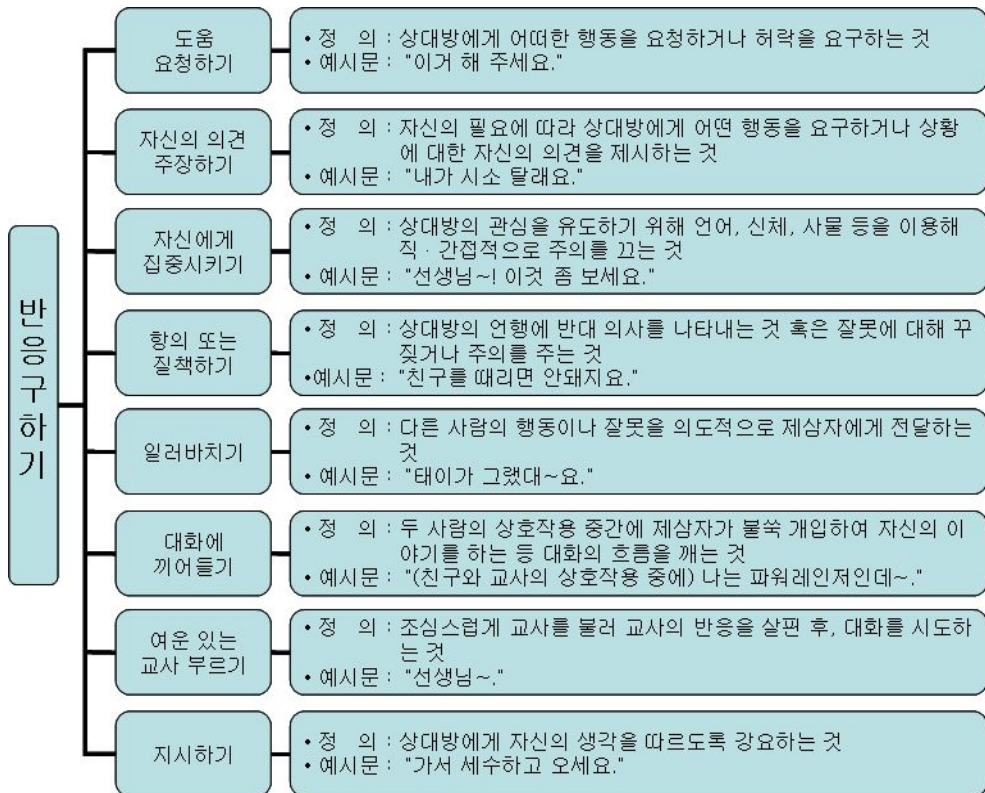 반응구하기
도움
요청하기
• 정 의 : 상대방에게 어떠한 행동을 요청하거나 허락을 요구하는 것
• 예시문 : "이거 해 주세요."
자신의 의견
주장하기
• 정 의 : 자신의 필요에 따라 상대방에게 어떤 행동을 요구하거나 상황
에 대한 자신의 의견을 제시하는 것
• 예시문 : "내가 시소 탈래요."
자신에게
집중시키기
• 정 의 : 상대방의 관심을 유도하기 위해 언어, 신체, 사물 등을 이용해
직 · 간접적으로 주의를 끄는 것
• 예시문 : "선생님~! 이것 좀 보세요."
항의 또는
질책하기
• 정 의 : 상대방의 언행에 반대 의사를 나타내는 것 혹은 잘못에 대해 꾸
짖거나 주의를 주는 것
•예시문 : "친구를 때리면 안돼지요."
일러바치기
• 정 의 : 다른 사람의 행동이나 잘못을 의도적으로 제삼자에게 전달하는
것
• 예시문 : "태이가 그랬대~요."
대화에
끼어들기
• 정 의 : 두 사람의 상호작용 중간에 제삼자가 불쑥 개입하여 자신의 이
야기를 하는 등 대화의 흐름을 깨는 것
• 예시문 : "(친구와 교사의 상호작용 중에) 나는 파워레인저인데~."
여운 있는
교사 부르기
• 정 의 : 조심스럽게 교사를 불러 교사의 반응을 살핀 후, 대화를 시도하
는 것
• 예시문 : "선생님~."
지시하기
• 정 의 : 상대방에게 자신의 생각을 따르도록 강요하는 것
• 예시문 : "가서 세수하고 오세요."